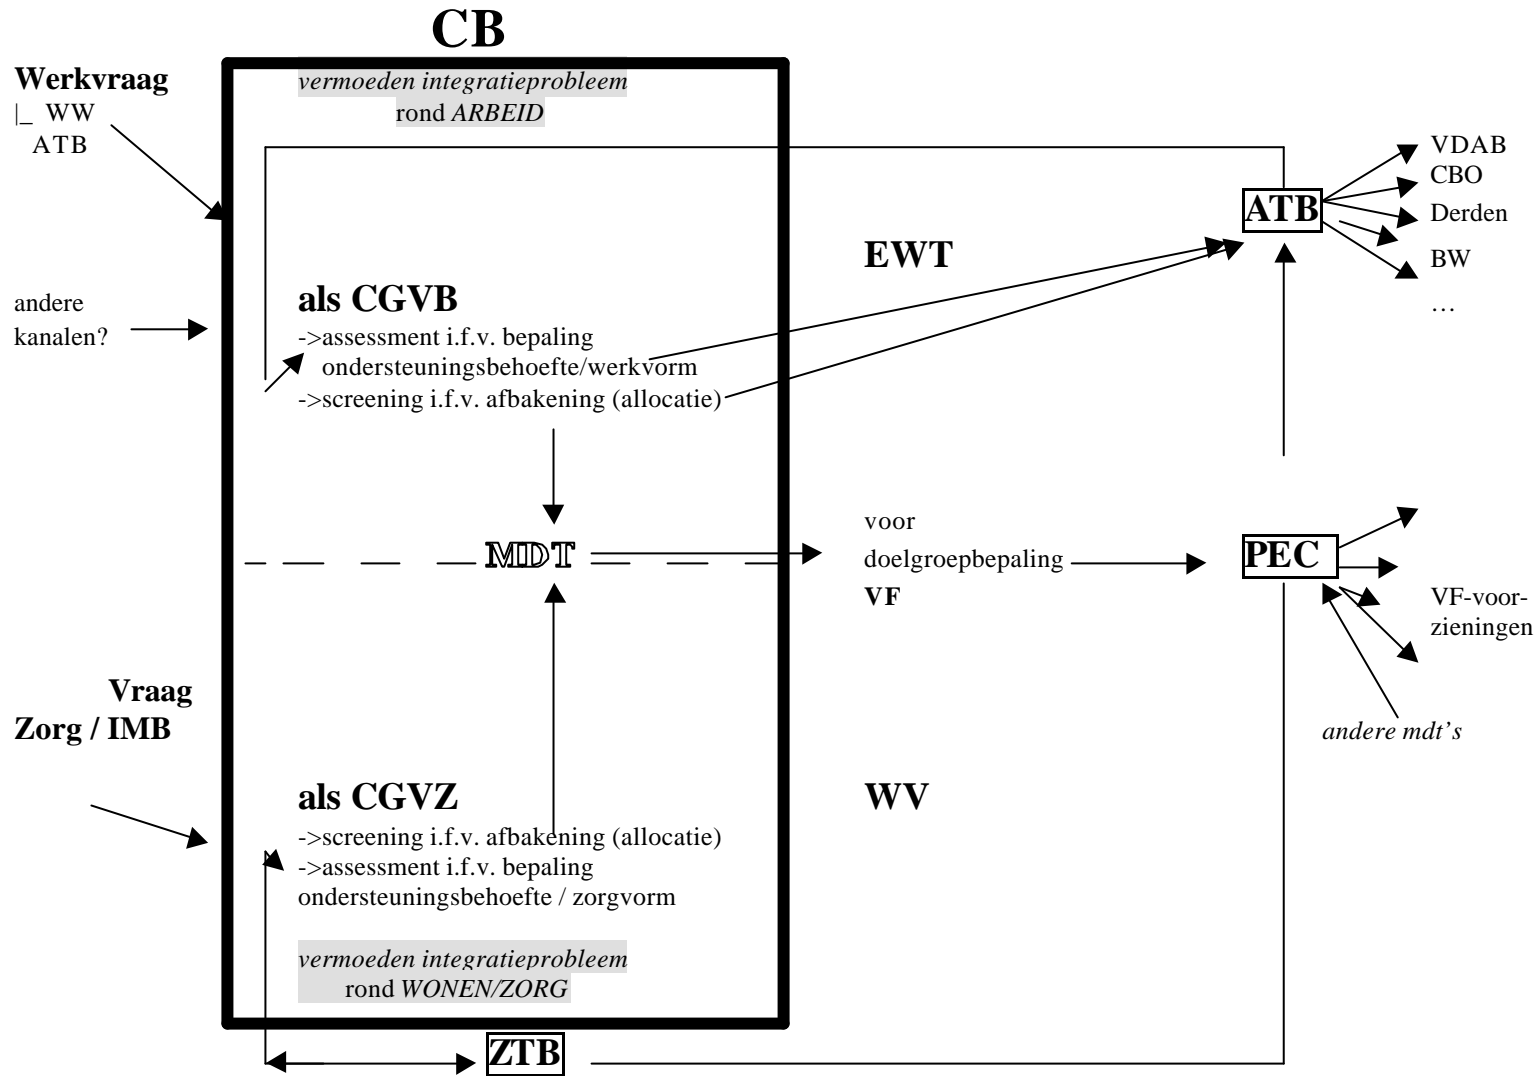 CB
Werkvraag
|_ WW
ATB
vermoeden integratieprobleem
rond ARBEID
andere
kanalen?
als CGVB
->assessment i.f.v. bepaling
ondersteuningsbehoefte/werkvorm
->screening i.f.v. afbakening (allocatie)
EWT
ATB
VDAB
CBO
Derden
BW
…
MDT
voor
doelgroepbepaling
VF
PEC
VF-voor-
zieningen
andere mdt's
Vraag
Zorg / IMB
als CGVZ
->screening i.f.v. afbakening (allocatie)
->assessment i.f.v. bepaling
ondersteuningsbehoefte / zorgvorm
WV
vermoeden integratieprobleem
rond WONEN/ZORG
ZTB